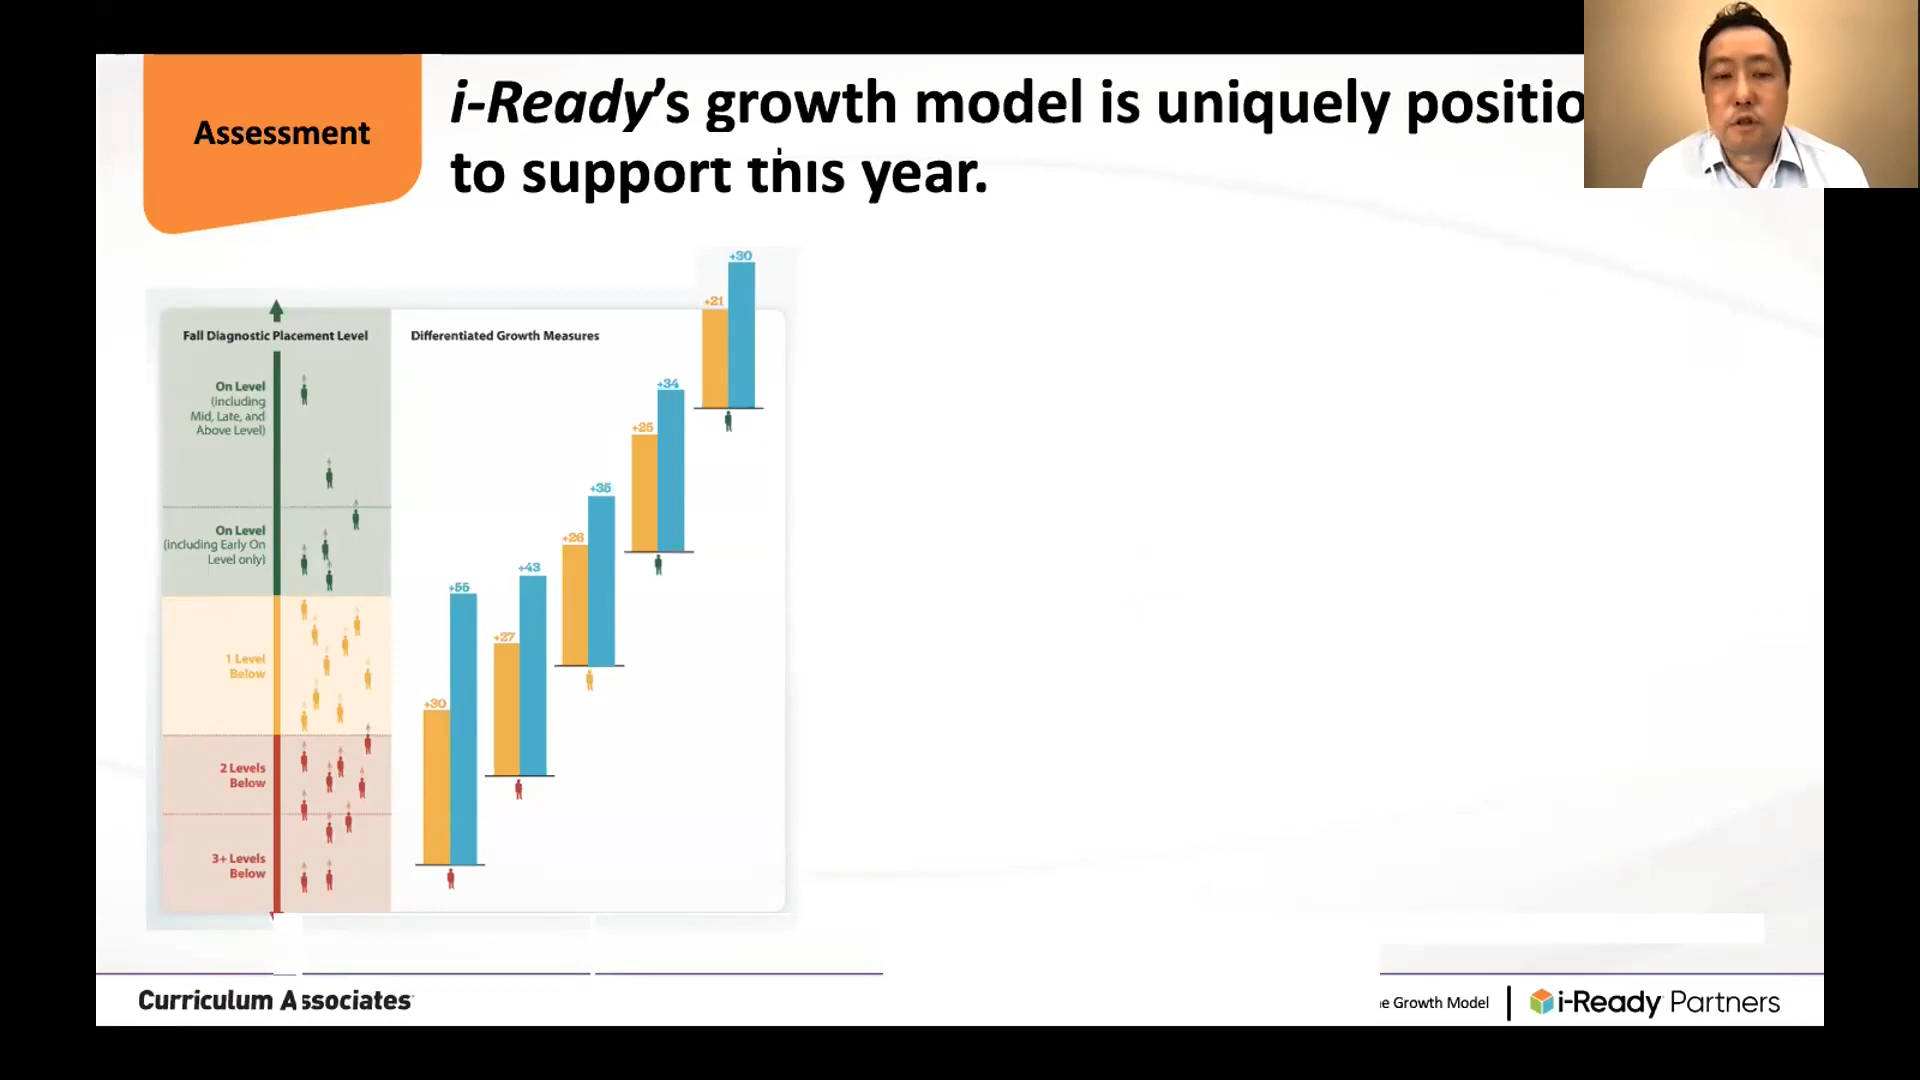 Assessment
i-Ready's growth model is uniquely positio
to support this year.
Fall Diagnostic Placement Level
Differentiated Growth Measures
On Level
(including
Mid, Late, and
Above Level)
On Level
(including Early On
Level only)
1 Level
Below
2 Levels
Below
3+ Levels
Below
+30
+55
+27
+43
+26
+35
+25
+34
+21
+30
Curriculum Associates
e Growth Model
i-Ready Partners